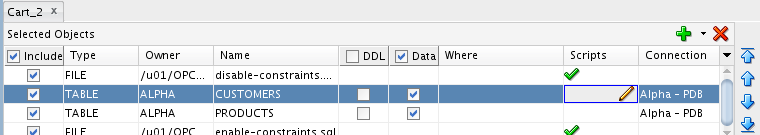 Cart_2 x
Selected Objects
Include Type Owner Name DDL Data Where Scripts Connection
FILE /u01/OPC... disable-constraints....
TABLE ALPHA CUSTOMERS Alpha - PDB
TABLE ALPHA PRODUCTS Alpha - PDB
FILE /u01/OPC... enable-constraints.sql